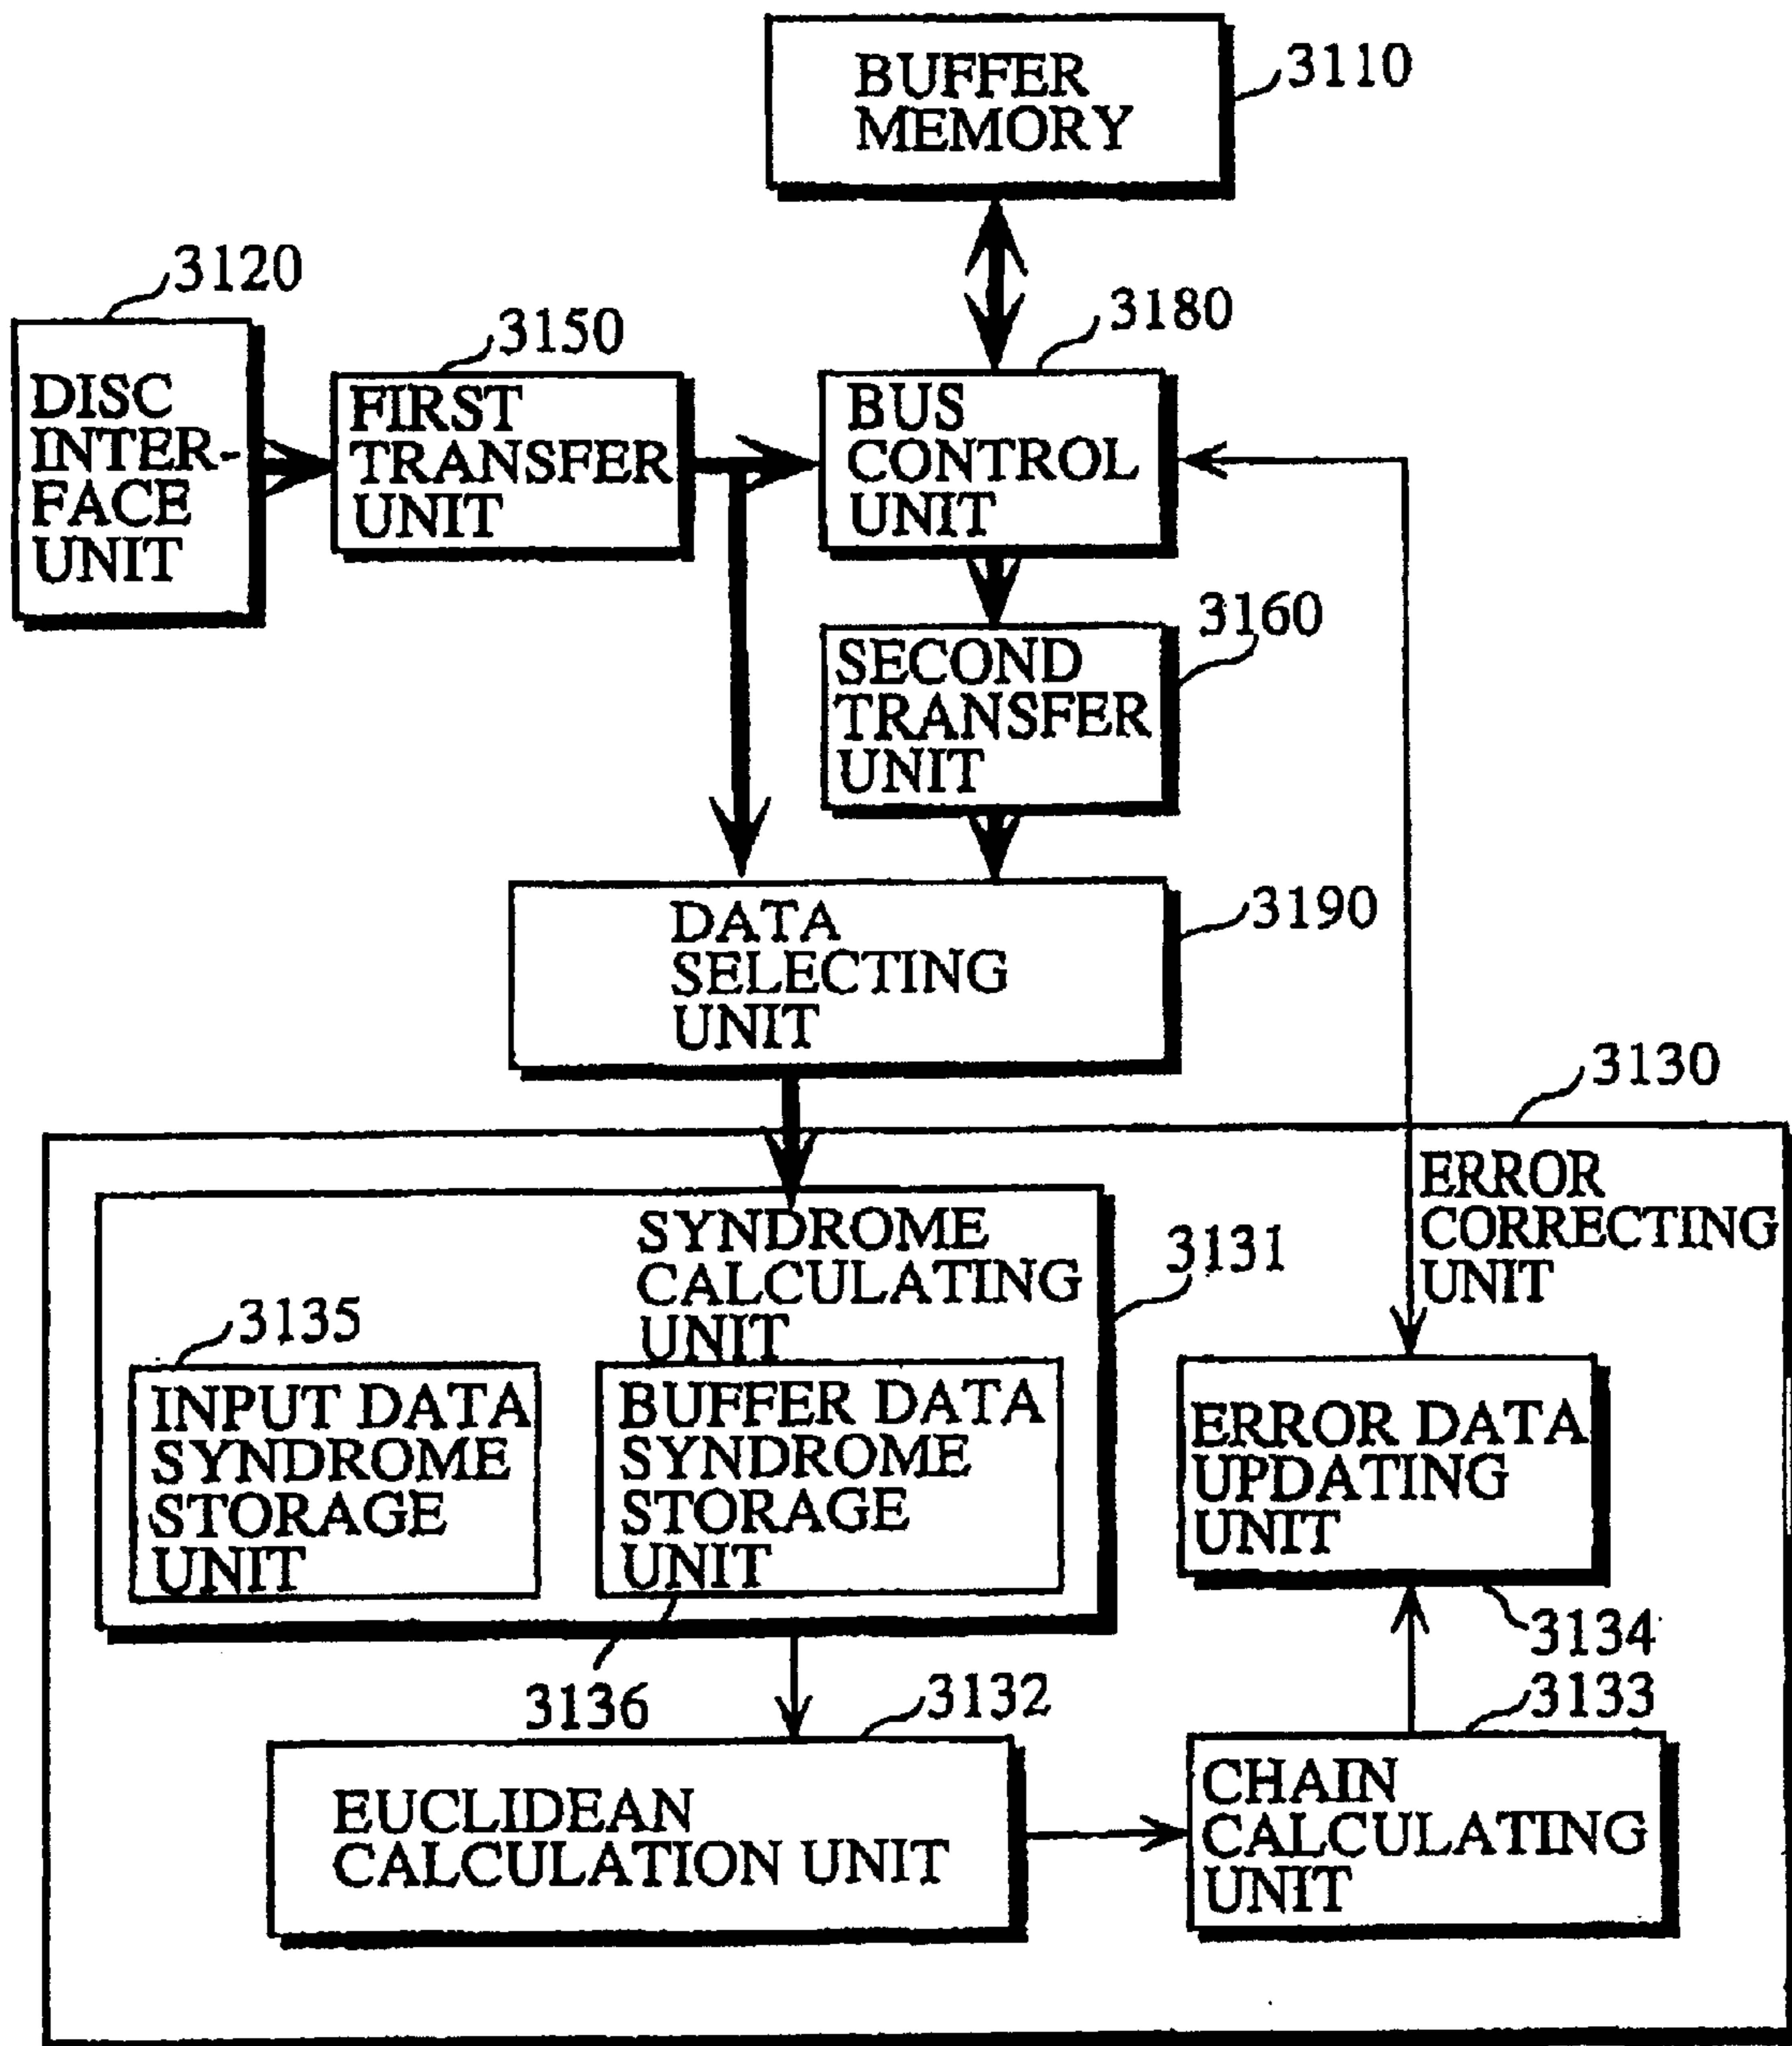 BUFFER
MEMORY
3110
3120
DISC
INTER-
FACE
UNIT
3150
FIRST
TRANSFER
UNIT
3180
BUS
CONTROL
UNIT
3160
SECOND
TRANSFER
UNIT
DATA
SELECTING
UNIT
3190
3130
ERROR
CORRECTING
UNIT
SYNDROME
CALCULATING
UNIT
3131
3135
INPUT DATA
SYNDROME
STORAGE
UNIT
BUFFER DATA
SYNDROME
STORAGE
UNIT
3136
ERROR DATA
UPDATING
UNIT
3134
3132
EUCLIDEAN
CALCULATION UNIT
3133
CHAIN
CALCULATING
UNIT